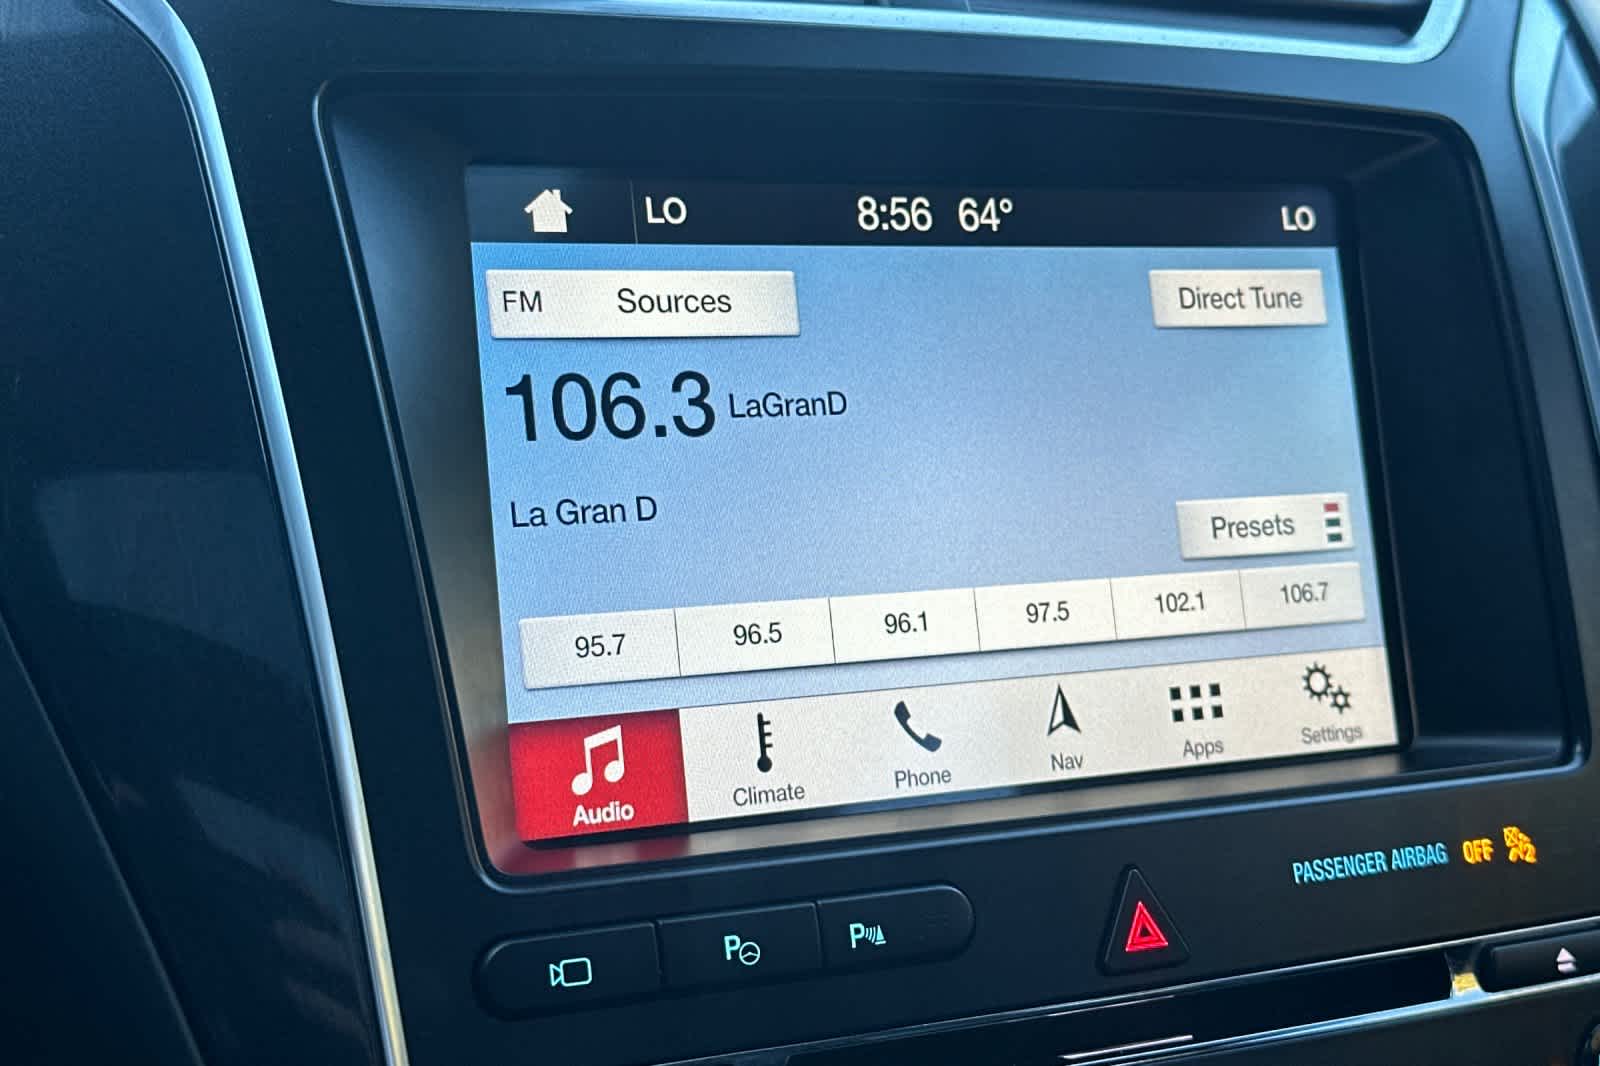 LO 8:56 64° LO
FM Sources Direct Tune
106.3 LaGranD
La Gran D
Presets
95.7 96.5 96.1 97.5 102.1 106.7
Audio Climate Phone Nav Apps Settings
PASSENGER AIRBAG OFF
P P